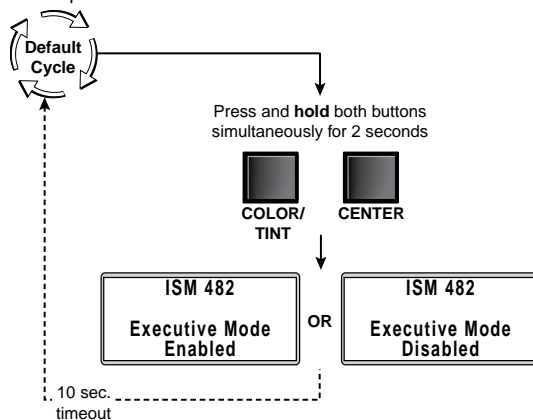 Default
Cycle
Press and hold both buttons
simultaneously for 2 seconds
COLOR/
TINT
CENTER
ISM 482
Executive Mode
Enabled
OR
ISM 482
Executive Mode
Disabled
10 sec.
timeout